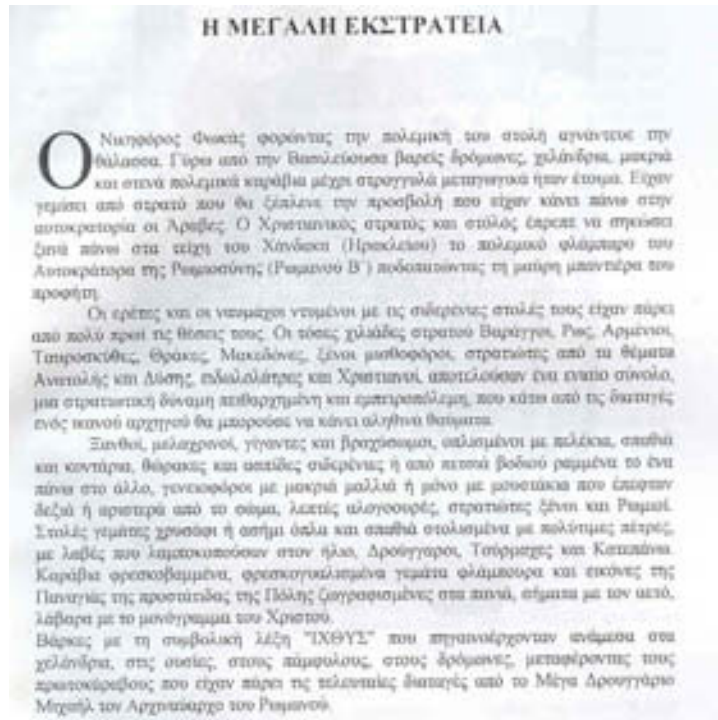 Η ΜΕΓΑΛΗ ΕΚΣΤΡΑΤΕΙΑ
Ο Νικηφόρος Φωκάς φορώντας την πολεμική του στολή αγνάντευε την
θάλασσα. Γύρω από την Βασιλεύουσα βαρείς δρόμωνες, χελάνδρια, μακριά
και στενά πολεμικά καράβια μέχρι στρογγυλά μεταγωγικά ήταν έτοιμα. Είχαν
γεμίσει από στρατό που θα ξέπλενε την προσβολή που είχαν κάνει πάνω στην
αυτοκρατορία οι Άραβες. Ο Χριστιανικός στρατός και στόλος έπρεπε να σηκώσει
ξανά πάνω στα τείχη του Χάνδακα (Ηρακλείου) το πολεμικό φλάμπουρο του
Αυτοκράτορα της Ρωμιοσύνης (Ρωμανού Β΄) ποδοπατώντας τη μαύρη μπαντιέρα του
προφήτη.
Οι ερέτες και οι ναυμάχοι ντυμένοι με τις σιδερένιες στολές τους είχαν πάρει
από πολύ πρωί τις θέσεις τους. Οι τόσες χιλιάδες στρατού Βαράγγοι, Ρως, Αρμένιοι,
Ταυροσκύθες, Θράκες, Μακεδόνες, ξένοι μισθοφόροι, στρατιώτες από τα θέματα
Ανατολής και Δύσης, ειδωλολάτρες και Χριστιανοί, αποτελούσαν ένα ενιαίο σύνολο,
μια στρατιωτική δύναμη πειθαρχημένη και εμπειροπόλεμη, που κάτω από τις διαταγές
ενός ικανού αρχηγού θα μπορούσε να κάνει αληθινά θαύματα.
Ξανθοί, μελαχρινοί, γίγαντες και βραχύσωμοι, οπλισμένοι με πελέκια, σπαθιά
και κοντάρια, θώρακες και ασπίδες σιδερένιες ή από πετσιά βοδιού ραμμένα το ένα
πάνω στο άλλο, γενειοφόροι με μακριά μαλλιά ή μόνο με μουστάκια που έπεφταν
δεξιά ή αριστερά από το σώμα, λεπτές αλογοουρές, στρατιώτες ξένοι και Ρωμιοί.
Στολές γεμάτες χρυσάφι ή ασήμι όπλα και σπαθιά στολισμένα με πολύτιμες πέτρες,
με λαβές που λαμποκοπούσαν στον ήλιο, Δρούγγαροι, Τούρμαχες και Κατεπάνω.
Καράβια φρεσκοβαμμένα, φρεσκογυαλισμένα γεμάτα φλάμπουρα και εικόνες της
Παναγιάς της προστάτιδας της Πόλης ζωγραφισμένες στα πανιά, σήματα με τον αετό,
λάβαρα με το μονόγραμμα του Χριστού.
Βάρκες με τη συμβολική λέξη "ΙΧΘΥΣ" που πηγαινοέρχονταν ανάμεσα στα
χελάνδρια, στις ουσίες, στους πάμφυλους, στους δρόμωνες, μεταφέροντας τους
πρωτοκάραβους που είχαν πάρει τις τελευταίες διαταγές από το Μέγα Δρουγγάριο
Μιχαήλ τον Αρχιναύαρχο του Ρωμανού.